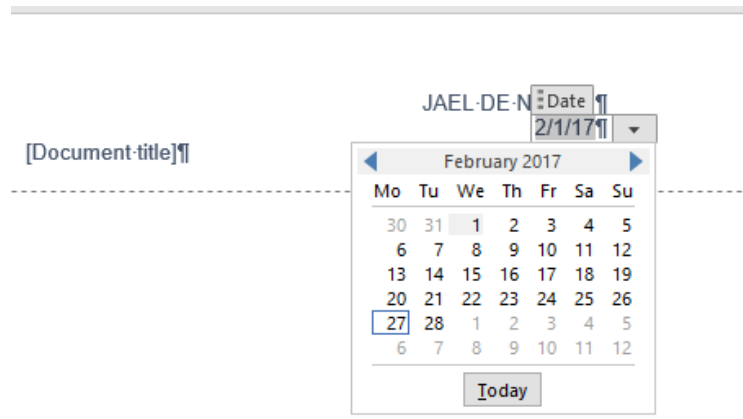 JAEL·DE·N Date ¶
2/1/17¶
[Document·title]¶
February 2017
Mo Tu We Th Fr Sa Su
30 31 1 2 3 4 5
6 7 8 9 10 11 12
13 14 15 16 17 18 19
20 21 22 23 24 25 26
27 28 1 2 3 4 5
6 7 8 9 10 11 12
Today